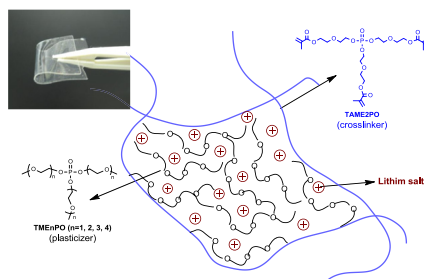 TAME2PO
(crosslinker)
Lithim salt
TMEnPO (n=1, 2, 3, 4)
(plasticizer)